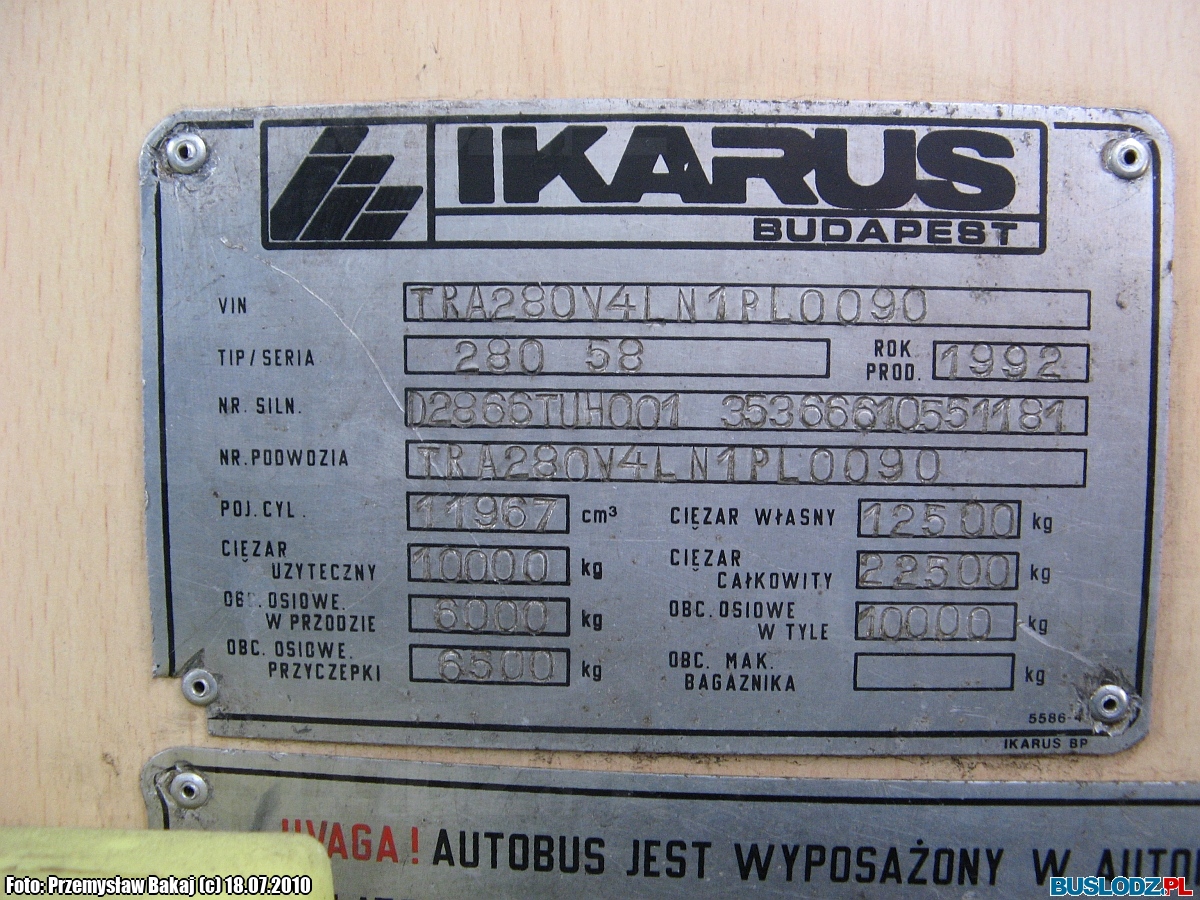 IKARUS
BUDAPEST
VIN TRA280V4LN1PL0090
TIP/SERIA 280 58 ROK PROD. 1992
NR. SILN. D2866TUH001 35366610551181
NR. PODWOZIA TRA280V4LN1PL0090
POJ. CYL. 11967 cm³ CIĘZAR WŁASNY 12500 kg
CIĘZAR UZYTECZNY 10000 kg CIĘZAR CAŁKOWITY 22500 kg
OBC. OSIOWE. W PRZODZIE 6000 kg OBC. OSIOWE W TYLE 10000 kg
OBC. OSIOWE. PRZYCZEPKI 6500 kg OBC. MAK. BAGAZNIKA kg
5586-4
IKARUS BP
UWAGA! AUTOBUS JEST WYPOSAŻONY W
Foto: Przemysław Bakaj (c) 18.07.2010
BUSLODZ.PL